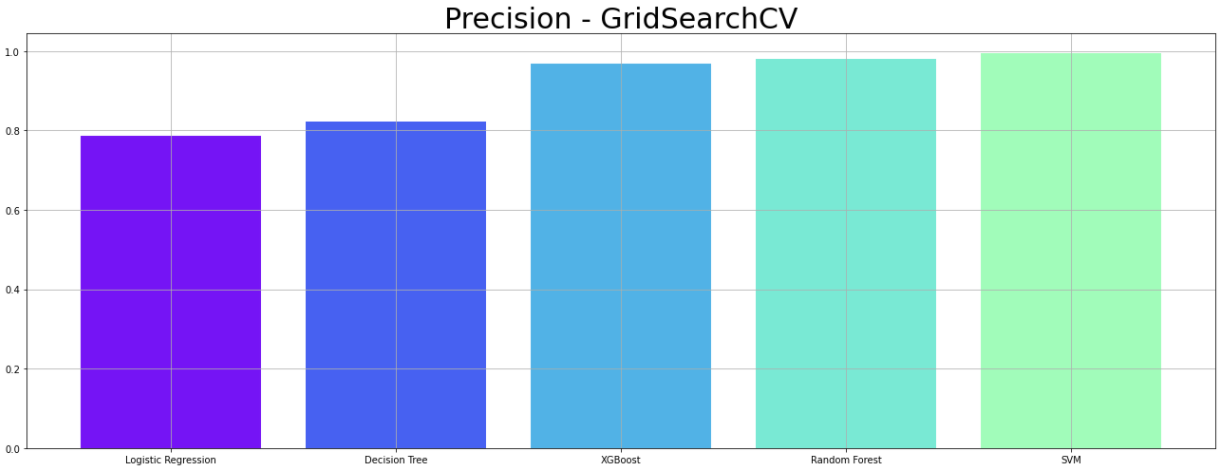 Precision - GridSearchCV
1.0
0.8
0.6
0.4
0.2
0.0
Logistic Regression
Decision Tree
XGBoost
Random Forest
SVM